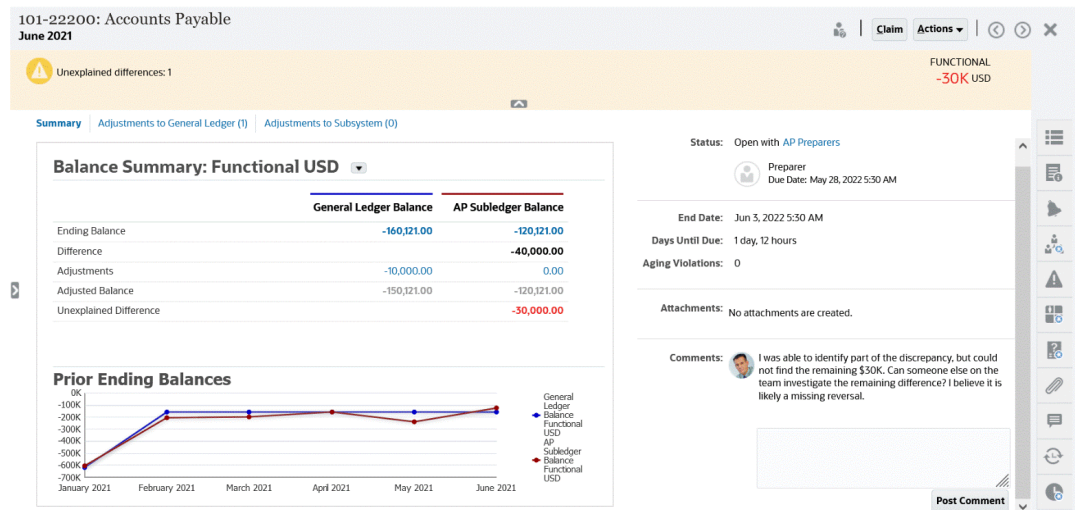 101-22200: Accounts Payable
June 2021
Claim
Actions
Unexplained differences: 1
FUNCTIONAL
-30K USD
Summary
Adjustments to General Ledger (1)
Adjustments to Subsystem (0)
Balance Summary: Functional USD
General Ledger Balance AP Subledger Balance
Ending Balance -160,121.00 -120,121.00
Difference -40,000.00
Adjustments -10,000.00 0.00
Adjusted Balance -150,121.00 -120,121.00
Unexplained Difference -30,000.00
Prior Ending Balances
0K
-100K
-200K
-300K
-400K
-500K
-600K
-700K
January 2021 February 2021 March 2021 April 2021 May 2021 June 2021
General
Ledger
Balance
Functional
USD
AP
Subledger
Balance
Functional
USD
Status: Open with AP Preparers
Preparer
Due Date: May 28, 2022 5:30 AM
End Date: Jun 3, 2022 5:30 AM
Days Until Due: 1 day, 12 hours
Aging Violations: 0
Attachments: No attachments are created.
Comments: I was able to identify part of the discrepancy, but could
not find the remaining $30K. Can someone else on the
team investigate the remaining difference? I believe it is
likely a missing reversal.
Post Comment